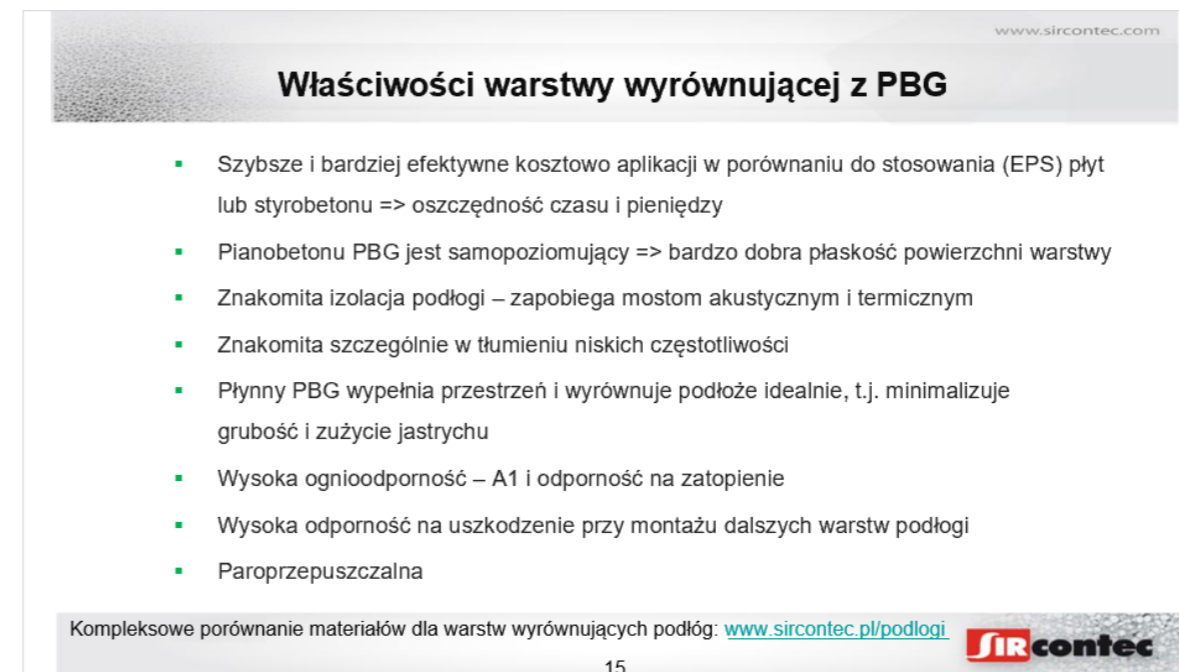 www.sircontec.com
Właściwości warstwy wyrównującej z PBG
▪ Szybsze i bardziej efektywne kosztowo aplikacji w porównaniu do stosowania (EPS) płyt
lub styrobetonu => oszczędność czasu i pieniędzy
▪ Pianobetonu PBG jest samopoziomujący => bardzo dobra płaskość powierzchni warstwy
▪ Znakomita izolacja podłogi – zapobiega mostom akustycznym i termicznym
▪ Znakomita szczególnie w tłumieniu niskich częstotliwości
▪ Płynny PBG wypełnia przestrzeń i wyrównuje podłoże idealnie, t.j. minimalizuje
grubość i zużycie jastrychu
▪ Wysoka ognioodporność – A1 i odporność na zatopienie
▪ Wysoka odporność na uszkodzenie przy montażu dalszych warstw podłogi
▪ Paroprzepuszczalna
Kompleksowe porównanie materiałów dla warstw wyrównujących podłóg: www.sircontec.pl/podlogi
SIRcontec
15